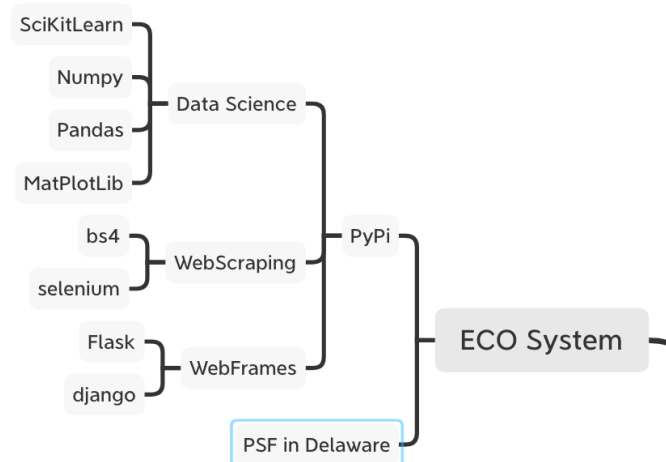 SciKitLearn
Numpy
Data Science
Pandas
MatPlotLib
bs4
PyPi
WebScraping
selenium
Flask
ECO System
WebFrames
django
PSF in Delaware